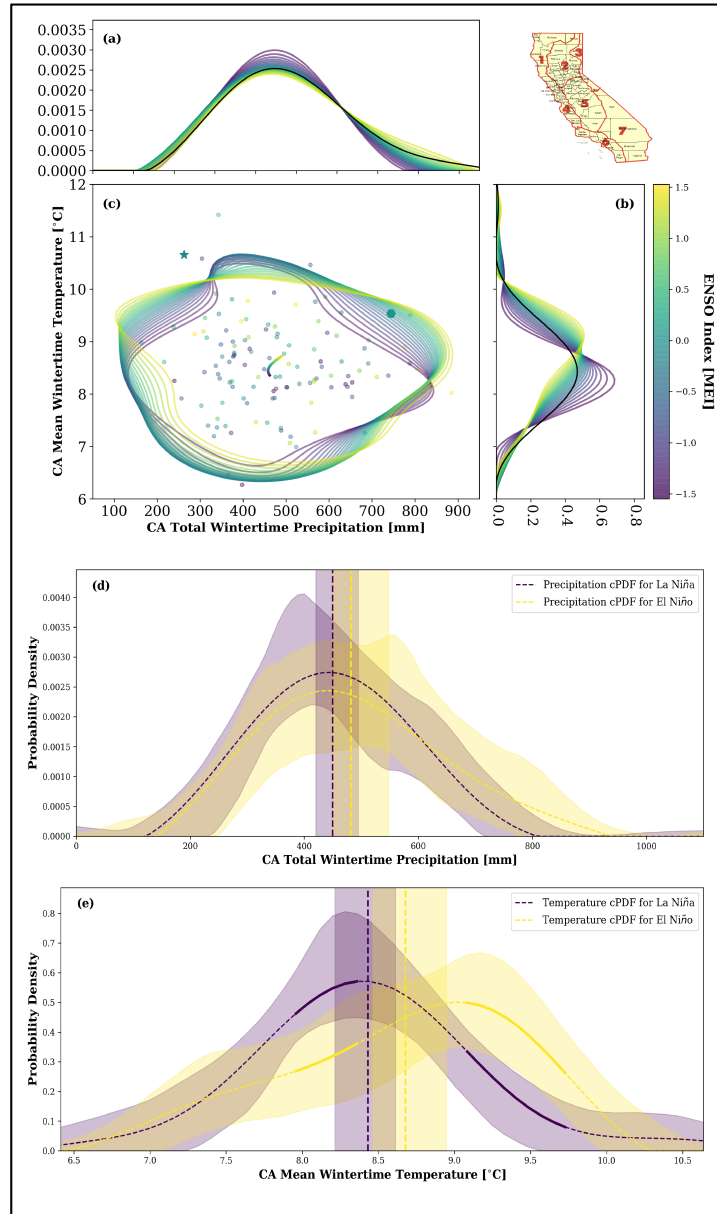 (a)
0.0035
0.0030
0.0025
0.0020
0.0015
0.0010
0.0005
0.0000
1
2
3
4
5
6
7
(c)
12
11
10
9
8
7
6
CA Mean Wintertime Temperature [°C]
100 200 300 400 500 600 700 800 900
CA Total Wintertime Precipitation [mm]
(b)
0.0 0.2 0.4 0.6 0.8
1.5
1.0
0.5
0.0
−0.5
−1.0
−1.5
ENSO Index [MEI]
(d)
Precipitation cPDF for La Niña
Precipitation cPDF for El Niño
0.0040
0.0035
0.0030
0.0025
0.0020
0.0015
0.0010
0.0005
0.0000
Probability Density
0 200 400 600 800 1000
CA Total Wintertime Precipitation [mm]
(e)
Temperature cPDF for La Niña
Temperature cPDF for El Niño
0.8
0.7
0.6
0.5
0.4
0.3
0.2
0.1
0.0
Probability Density
6.5 7.0 7.5 8.0 8.5 9.0 9.5 10.0 10.5
CA Mean Wintertime Temperature [°C]